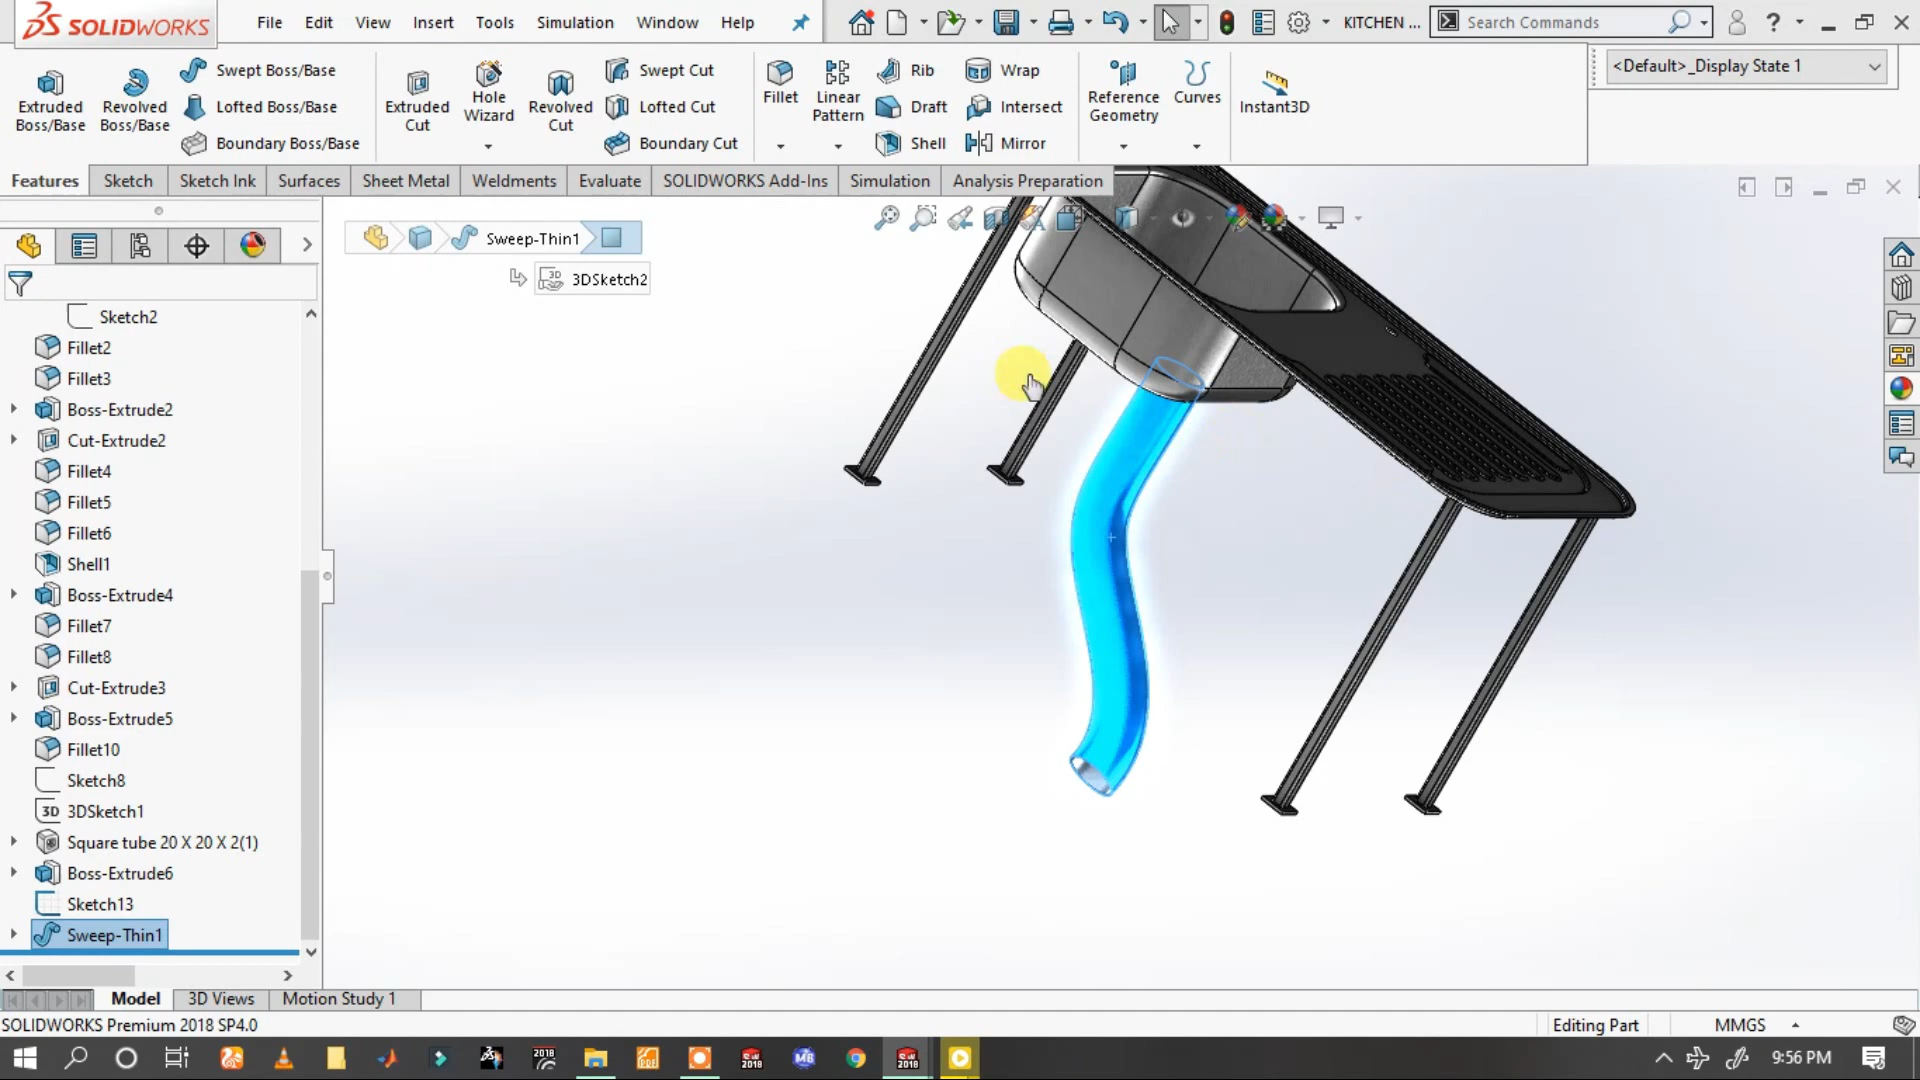 SOLIDWORKS
File Edit View Insert Tools Simulation Window Help
KITCHEN ...
Search Commands
Extruded Boss/Base
Revolved Boss/Base
Swept Boss/Base
Lofted Boss/Base
Boundary Boss/Base
Extruded Cut
Hole Wizard
Revolved Cut
Swept Cut
Lofted Cut
Boundary Cut
Fillet
Linear Pattern
Rib
Draft
Shell
Wrap
Intersect
Mirror
Reference Geometry
Curves
Instant3D
<Default>_Display State 1
Features Sketch Sketch Ink Surfaces Sheet Metal Weldments Evaluate SOLIDWORKS Add-Ins Simulation Analysis Preparation
Sweep-Thin1
3D 3DSketch2
Sketch2
Fillet2
Fillet3
Boss-Extrude2
Cut-Extrude2
Fillet4
Fillet5
Fillet6
Shell1
Boss-Extrude4
Fillet7
Fillet8
Cut-Extrude3
Boss-Extrude5
Fillet10
Sketch8
3D 3DSketch1
Square tube 20 X 20 X 2(1)
Boss-Extrude6
Sketch13
Sweep-Thin1
Model 3D Views Motion Study 1
SOLIDWORKS Premium 2018 SP4.0
Editing Part MMGS
9:56 PM